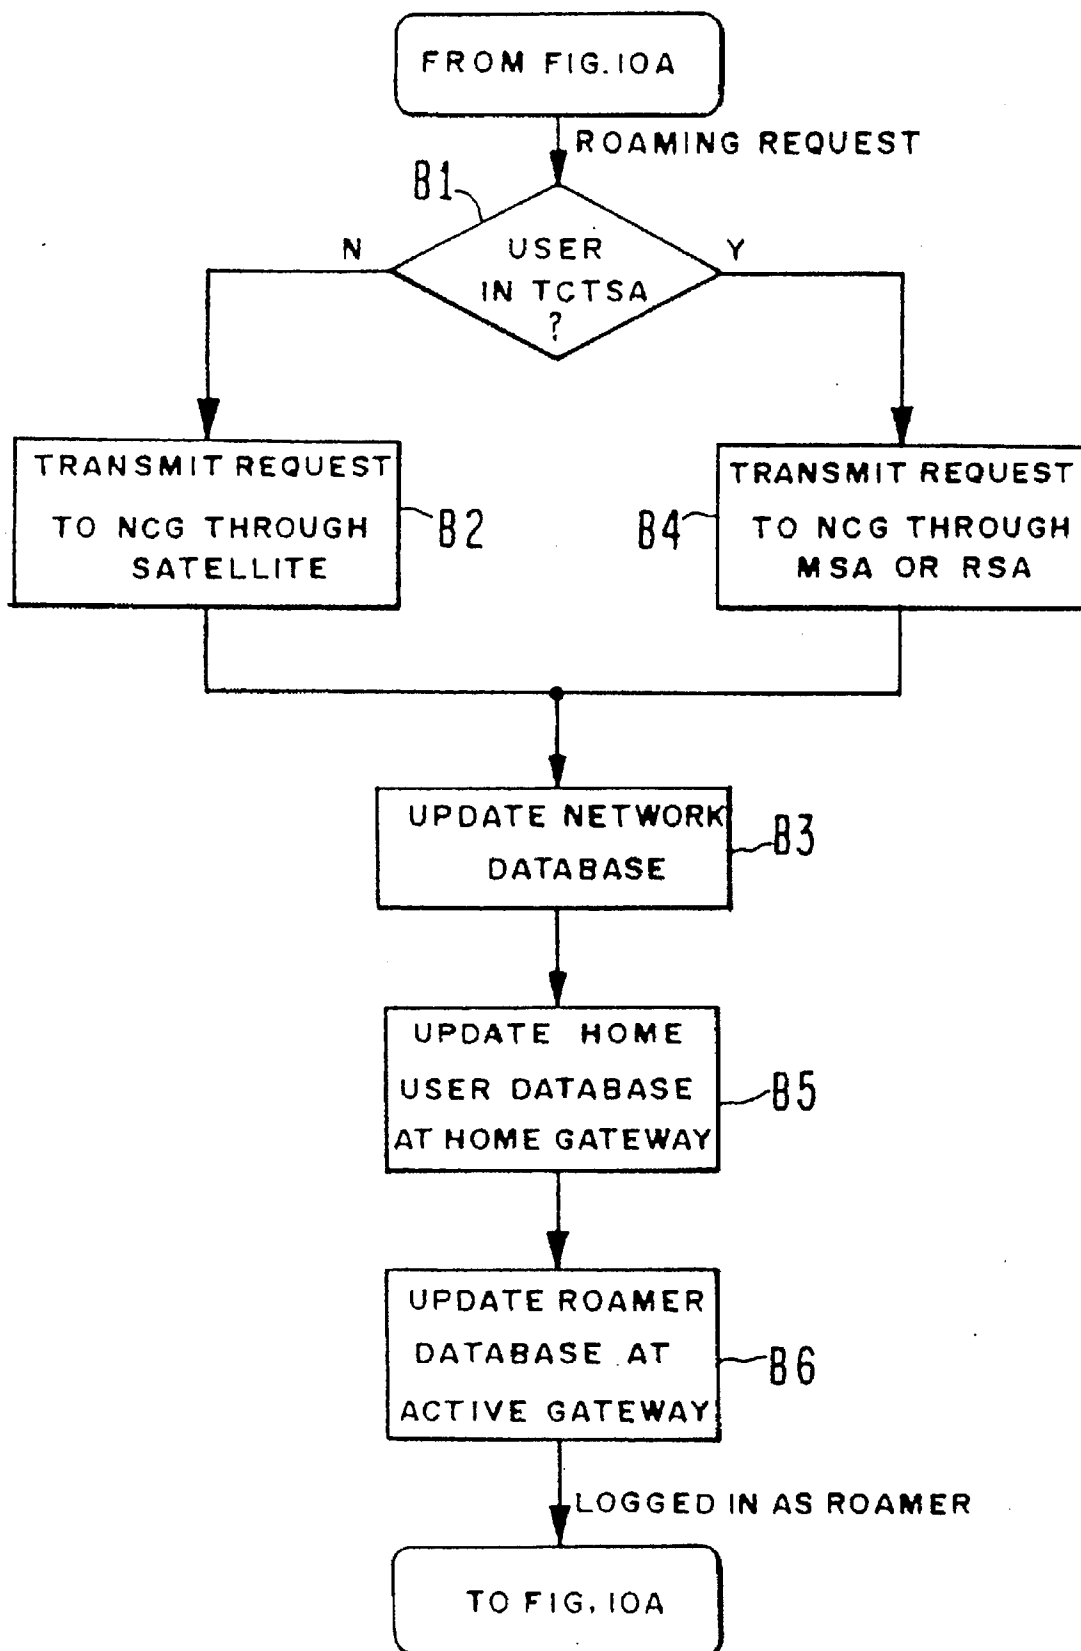 FROM FIG.10A
ROAMING REQUEST
B1
N
USER
IN TCTSA
?
Y
TRANSMIT REQUEST
TO NCG THROUGH
SATELLITE
B2
B4
TRANSMIT REQUEST
TO NCG THROUGH
MSA OR RSA
UPDATE NETWORK
DATABASE
B3
UPDATE HOME
USER DATABASE
AT HOME GATEWAY
B5
UPDATE ROAMER
DATABASE AT
ACTIVE GATEWAY
B6
LOGGED IN AS ROAMER
TO FIG. 10A